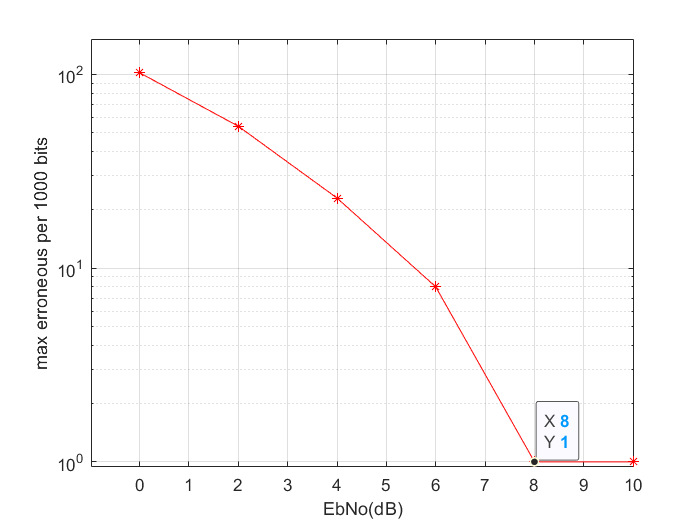 10²
10¹
10⁰
max erroneous per 1000 bits
X 8
Y 1
0 1 2 3 4 5 6 7 8 9 10
EbNo(dB)